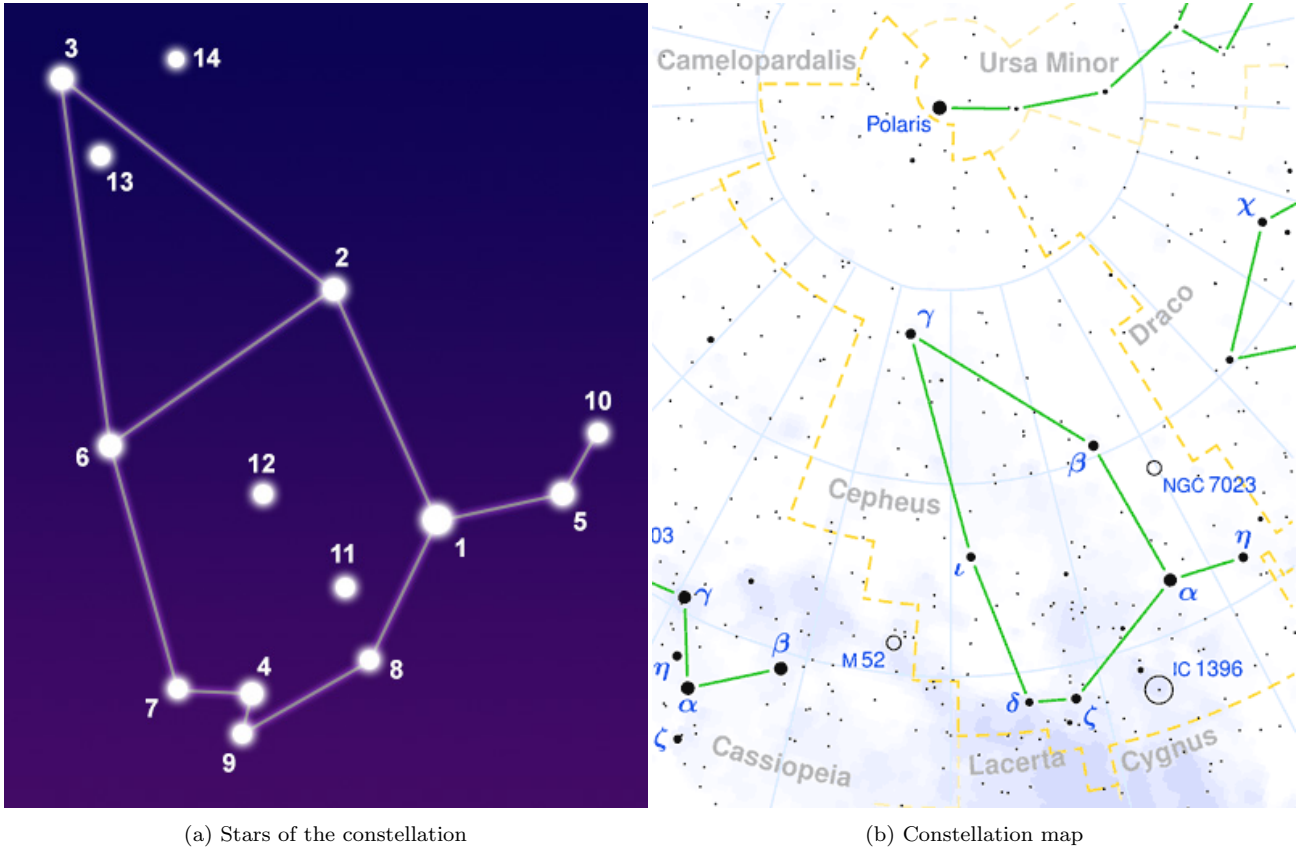 3
14
13
2
10
6
12
5
1
11
4
8
7
9
(a) Stars of the constellation
Camelopardalis
Ursa Minor
Polaris
χ
Draco
γ
β
NGC 7023
Cepheus
03
η
ι
α
γ
β
M 52
IC 1396
η
α
δ
ζ
ζ
Cassiopeia
Lacerta
Cygnus
(b) Constellation map